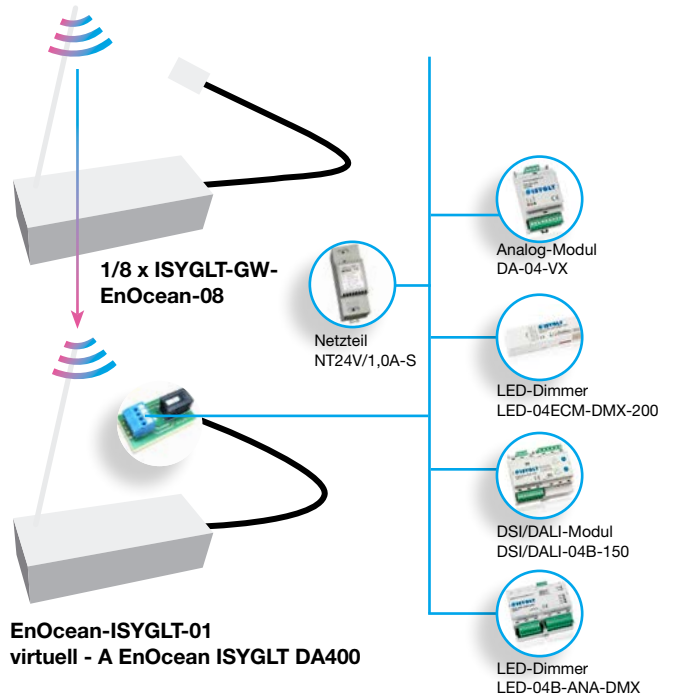 1/8 x ISYGLT-GW-
EnOcean-08
Netzteil
NT24V/1,0A-S
Analog-Modul
DA-04-VX
LED-Dimmer
LED-04ECM-DMX-200
DSI/DALI-Modul
DSI/DALI-04B-150
LED-Dimmer
LED-04B-ANA-DMX
EnOcean-ISYGLT-01
virtuell - A EnOcean ISYGLT DA400